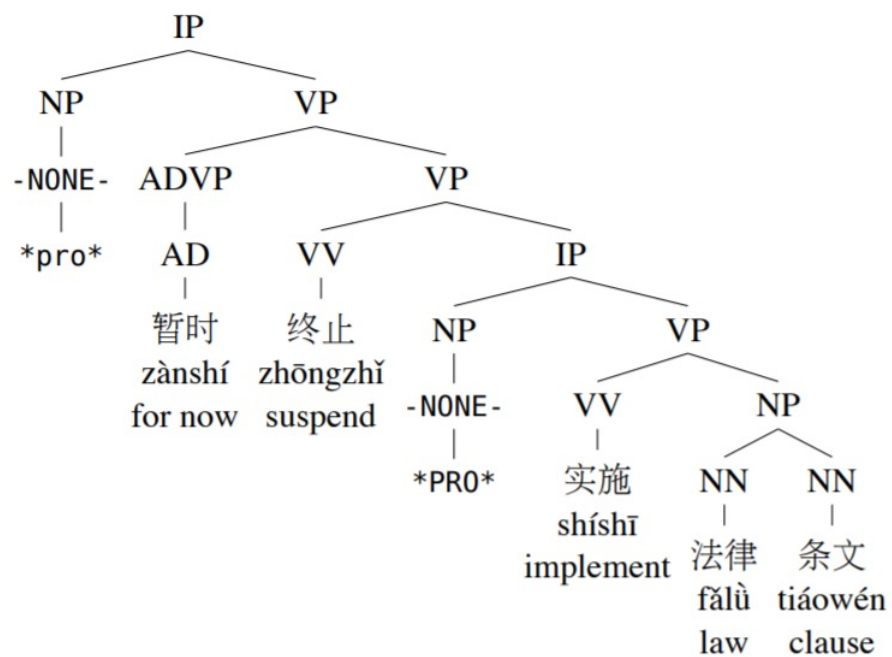 IP
NP VP
-NONE- ADVP VP
*pro* AD VV IP
暂时 终止 NP VP
zànshí zhōngzhǐ -NONE- VV NP
for now suspend *PRO* 实施 NN NN
shíshī 法律 条文
implement fǎlǜ tiáowén
law clause